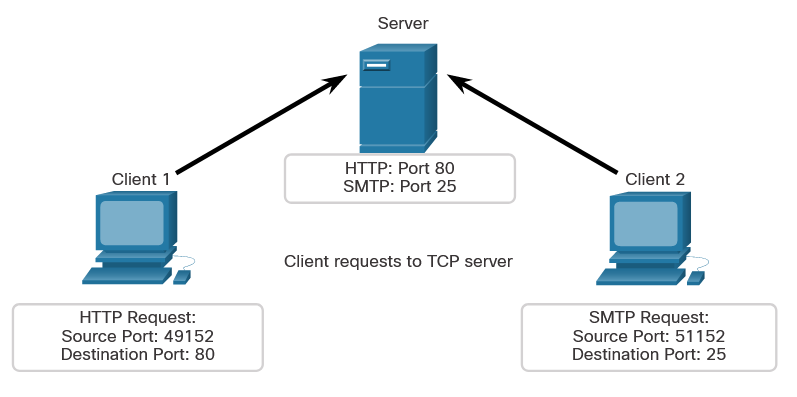 Server
HTTP: Port 80
SMTP: Port 25
Client 1
Client 2
Client requests to TCP server
HTTP Request:
Source Port: 49152
Destination Port: 80
SMTP Request:
Source Port: 51152
Destination Port: 25